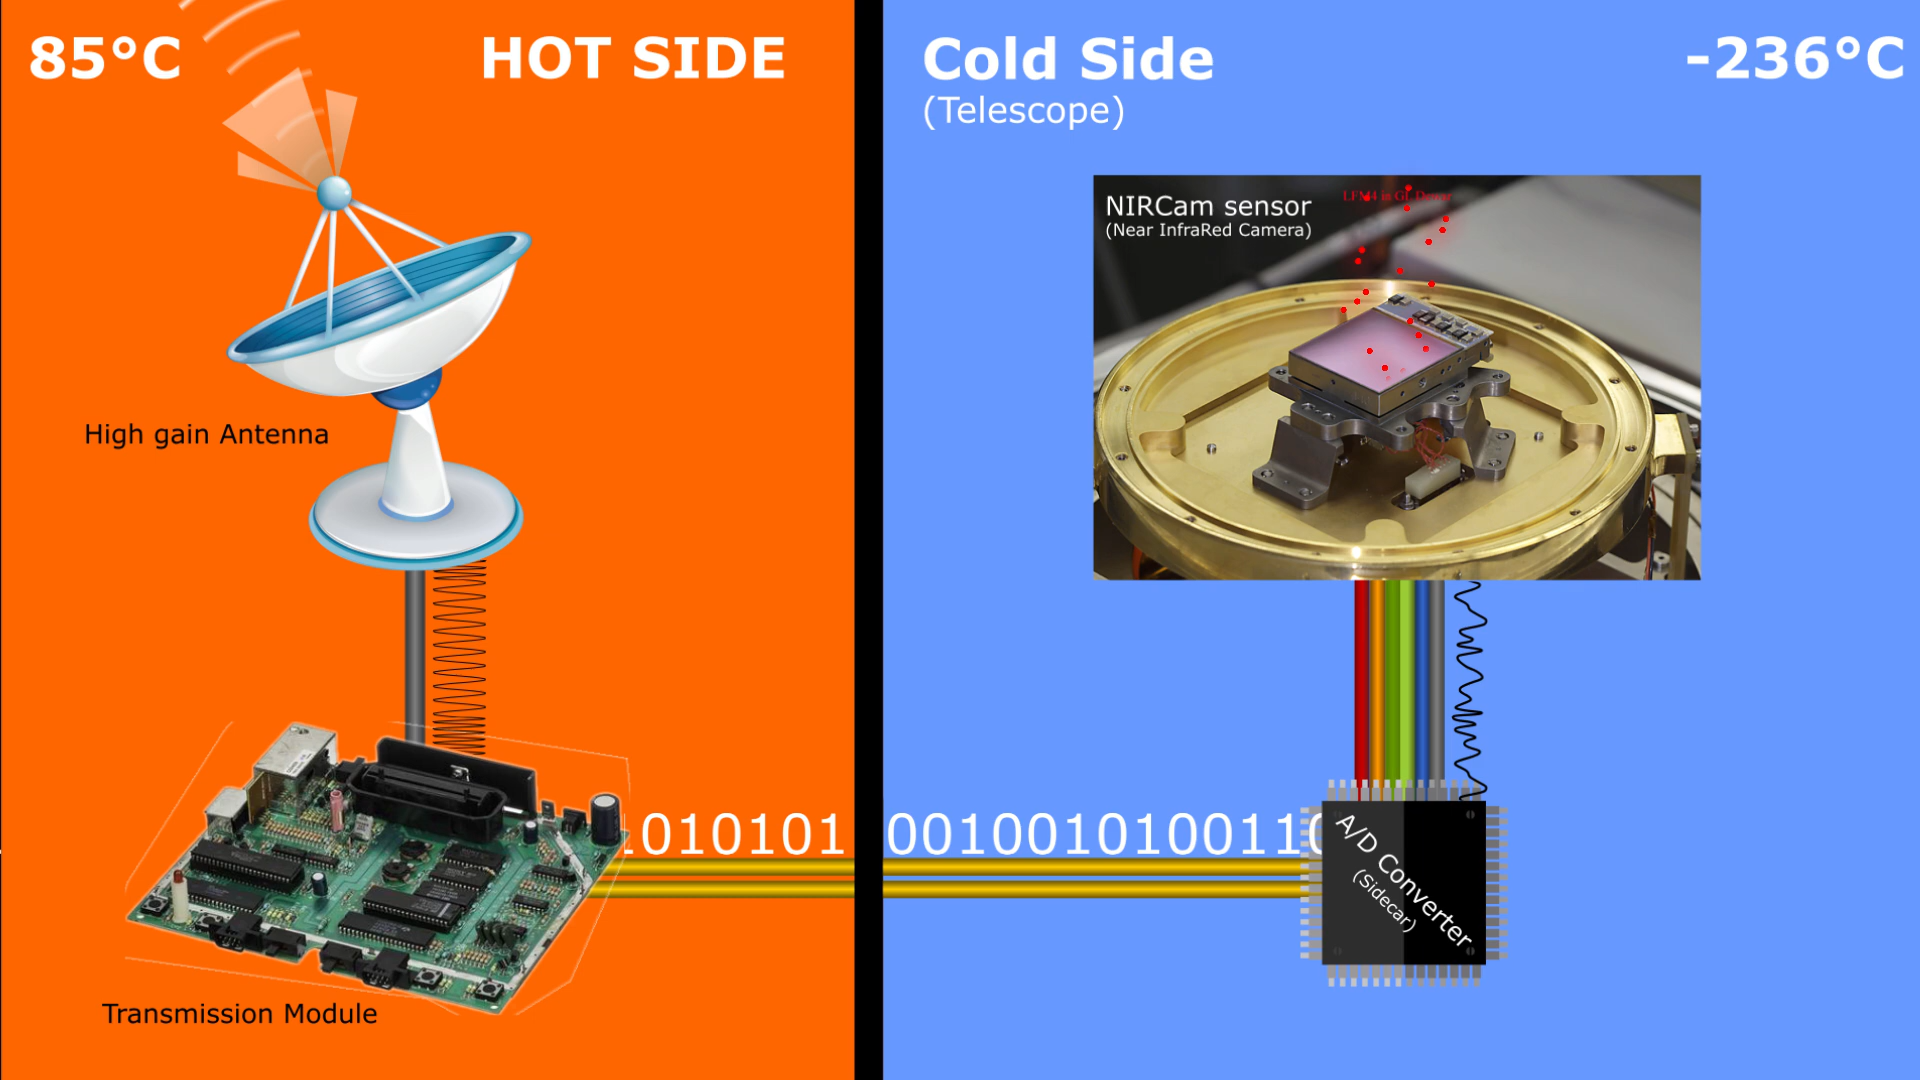 85°C
HOT SIDE
Cold Side
(Telescope)
-236°C
NIRCam sensor
(Near InfraRed Camera)
High gain Antenna
1010101
0010010100110
A/D Converter
(Sidecar)
Transmission Module